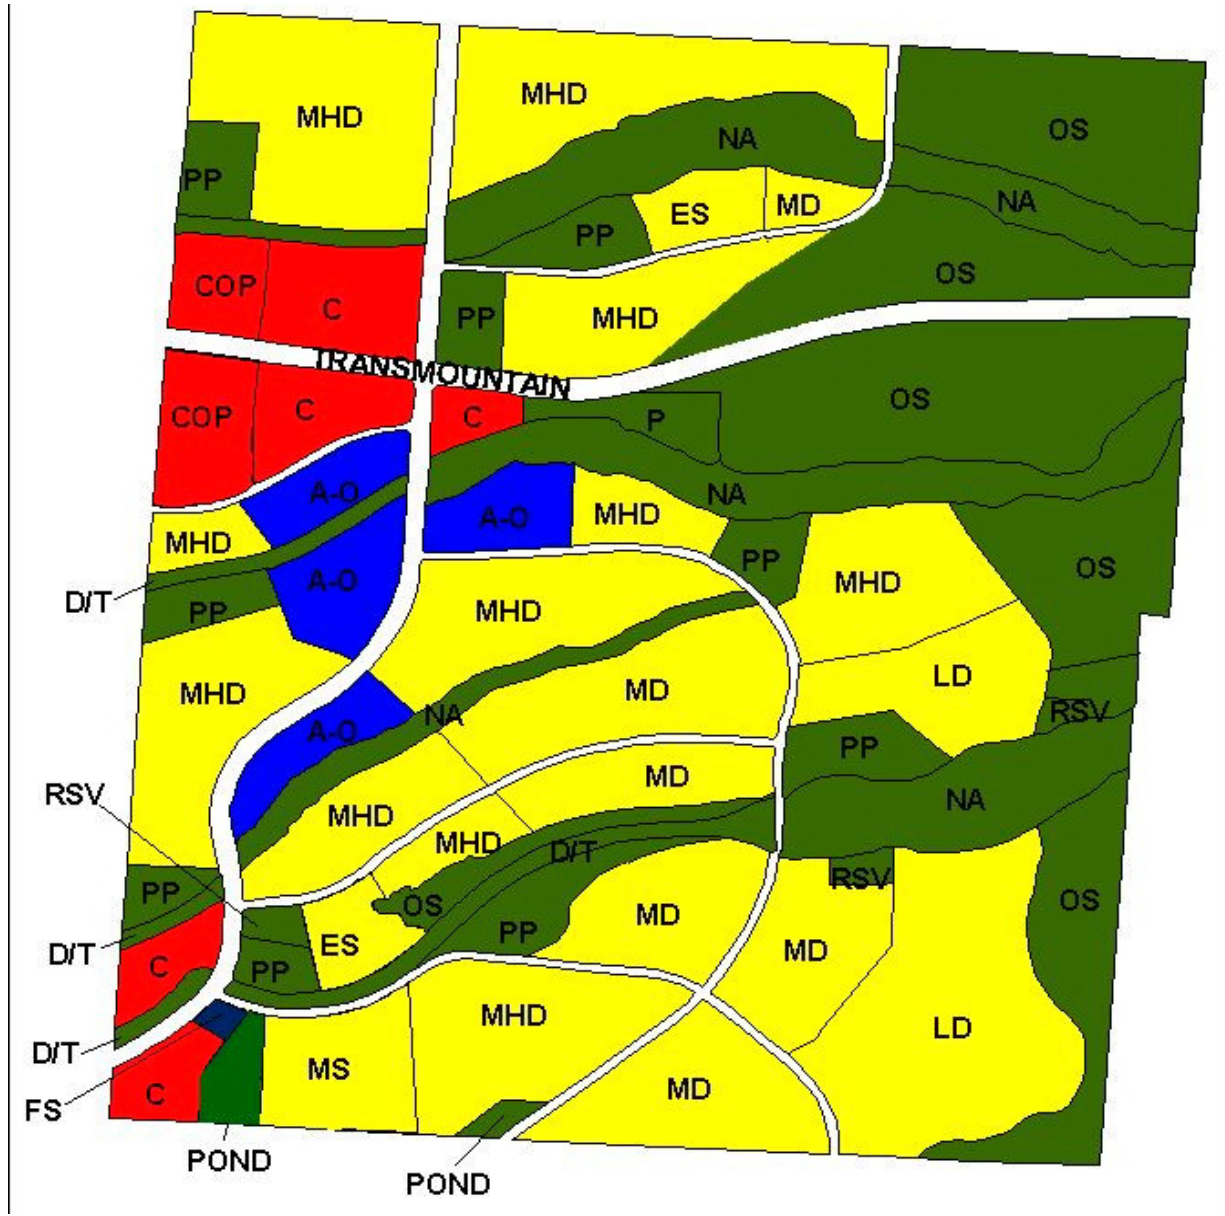 MHD
MHD
OS
NA
PP
NA
ES
MD
PP
OS
COP
C
PP
MHD
TRANSMOUNTAIN
OS
COP
C
C
P
A-O
NA
A-O
MHD
MHD
PP
OS
A-O
MHD
D/T
PP
MHD
LD
MHD
MD
RSV
NA
A-O
PP
MD
RSV
NA
MHD
MHD
D/T
RSV
PP
OS
OS
MD
PP
ES
MD
D/T
C
PP
MHD
LD
D/T
MS
MD
C
FS
POND
POND